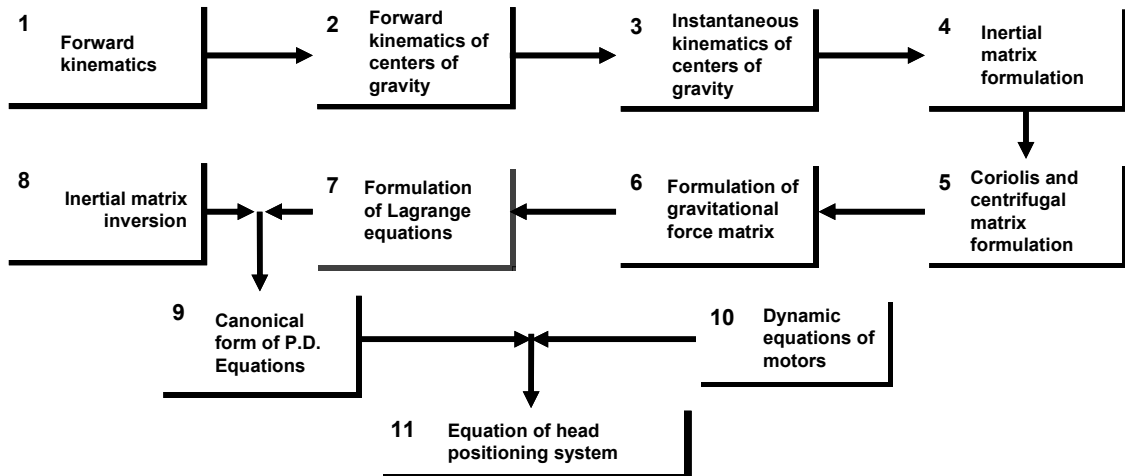 1
Forward
kinematics
2
Forward
kinematics of
centers of
gravity
3
Instantaneous
kinematics of
centers of
gravity
4
Inertial
matrix
formulation
8
Inertial matrix
inversion
7
Formulation
of Lagrange
equations
6
Formulation of
gravitational
force matrix
5
Coriolis and
centrifugal
matrix
formulation
9
Canonical
form of P.D.
Equations
10
Dynamic
equations of
motors
11
Equation of head
positioning system